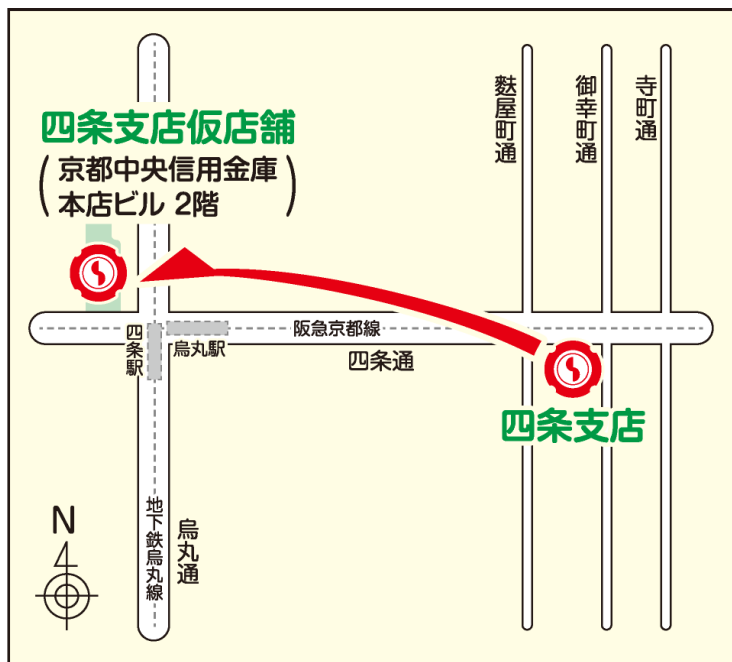 四条支店仮店舗
(京都中央信用金庫
本店ビル 2階)
麩屋町通
御幸町通
寺町通
阪急京都線
四条駅
烏丸駅
四条通
四条支店
地下鉄烏丸線
烏丸通
N